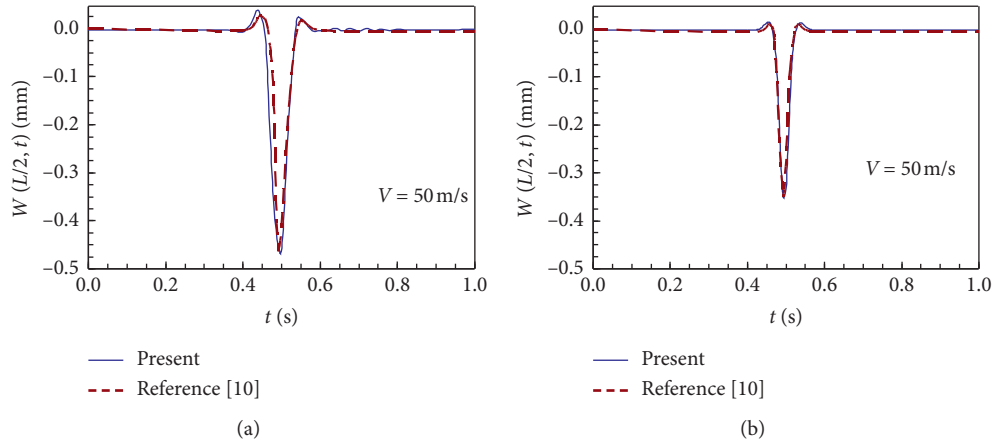 0.0
−0.1
−0.2
−0.3
−0.4
−0.5
W (L/2, t) (mm)
V = 50 m/s
0.0 0.2 0.4 0.6 0.8 1.0
t (s)
Present
Reference [10]
(a)
0.0
−0.1
−0.2
−0.3
−0.4
−0.5
W (L/2, t) (mm)
V = 50 m/s
0.0 0.2 0.4 0.6 0.8 1.0
t (s)
Present
Reference [10]
(b)